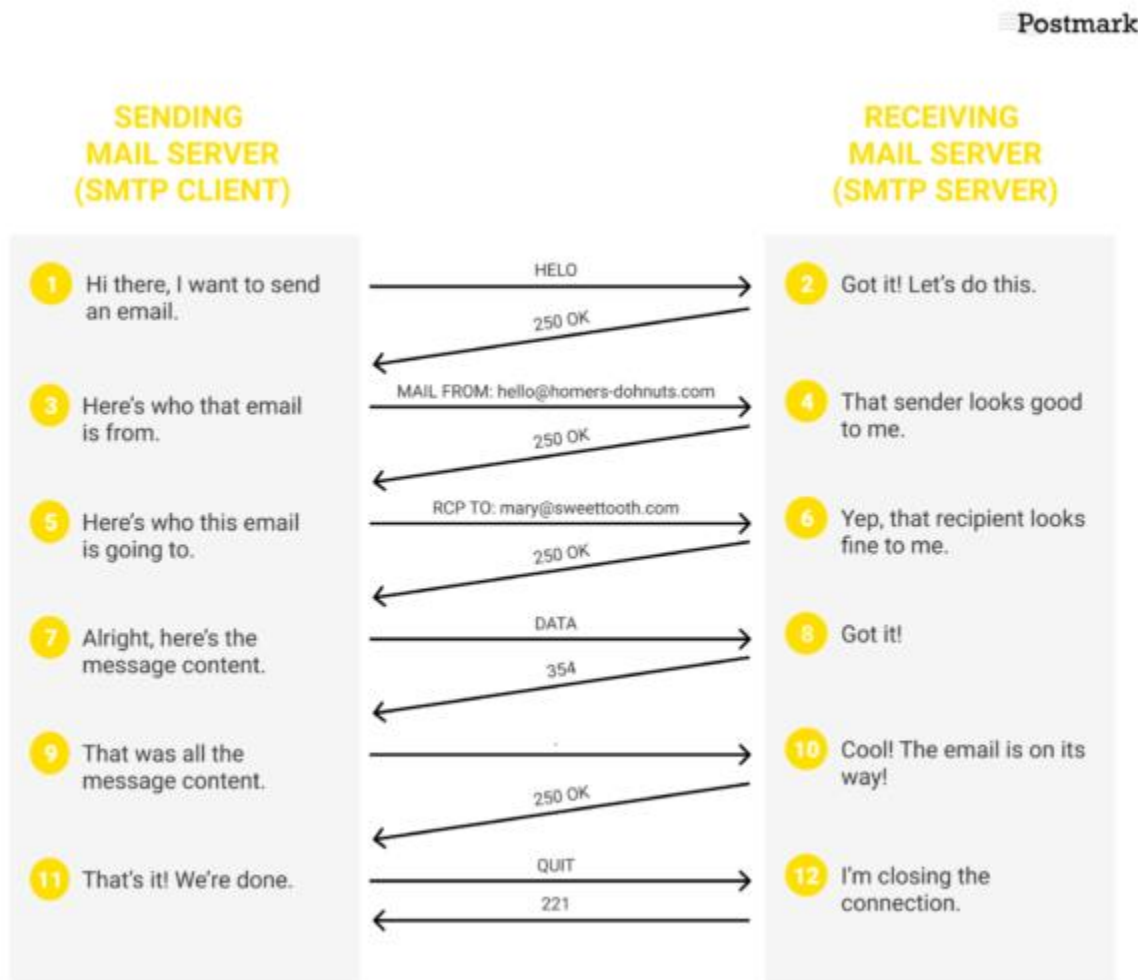 Postmark
SENDING
MAIL SERVER
(SMTP CLIENT)
RECEIVING
MAIL SERVER
(SMTP SERVER)
1 Hi there, I want to send
an email.
HELO
2 Got it! Let's do this.
250 OK
3 Here's who that email
is from.
MAIL FROM: hello@homers-dohnuts.com
4 That sender looks good
to me.
250 OK
5 Here's who this email
is going to.
RCP TO: mary@sweettooth.com
6 Yep, that recipient looks
fine to me.
250 OK
7 Alright, here's the
message content.
DATA
8 Got it!
354
9 That was all the
message content.
.
10 Cool! The email is on its
way!
250 OK
11 That's it! We're done.
QUIT
12 I'm closing the
connection.
221